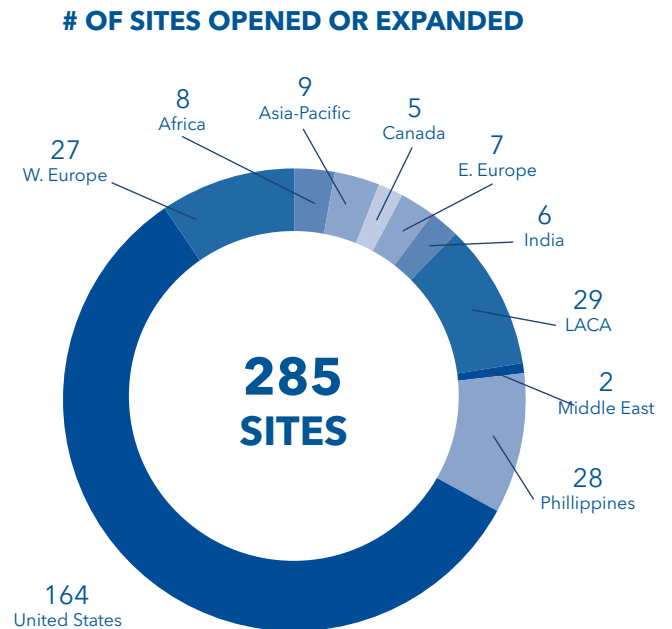 # OF SITES OPENED OR EXPANDED
9
Asia-Pacific
8
Africa
5
Canada
7
E. Europe
27
W. Europe
6
India
29
LACA
285
SITES
2
Middle East
28
Phillippines
164
United States